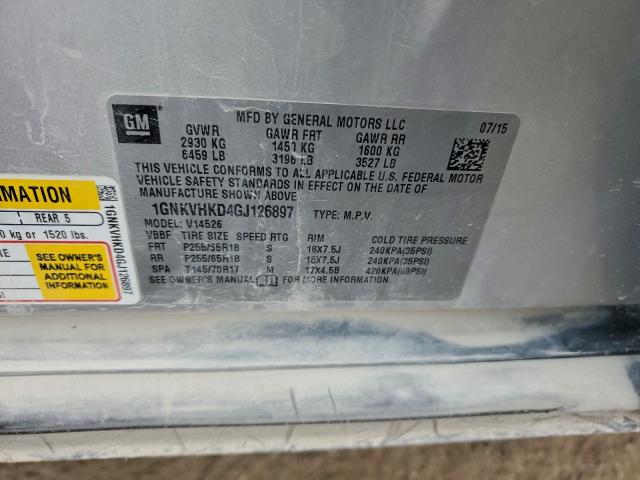 GM
MFD BY GENERAL MOTORS LLC
07/15
GVWR GAWR FRT GAWR RR
2930 KG 1451 KG 1600 KG
6459 LB 3198 LB 3527 LB
THIS VEHICLE CONFORMS TO ALL APPLICABLE U.S. FEDERAL MOTOR
VEHICLE SAFETY STANDARDS IN EFFECT ON THE DATE OF
MANUFACTURE SHOWN ABOVE.
1GNKVHKD4GJ126897 TYPE: M.P.V.
MODEL: V14526
VBBF TIRE SIZE SPEED RTG RIM COLD TIRE PRESSURE
FRT P255/65R18 S 18X7.5J 240KPA(35PSI)
RR P255/65R18 S 18X7.5J 240KPA(35PSI)
SPA T145/70R17 M 17X4.5B 420KPA(60PSI)
SEE OWNER'S MANUAL FOR MORE INFORMATION.
RMATION
REAR 5
0 kg or 1520 lbs.
SEE OWNER'S
MANUAL FOR
ADDITIONAL
INFORMATION
1GNKVHKD4GJ126897